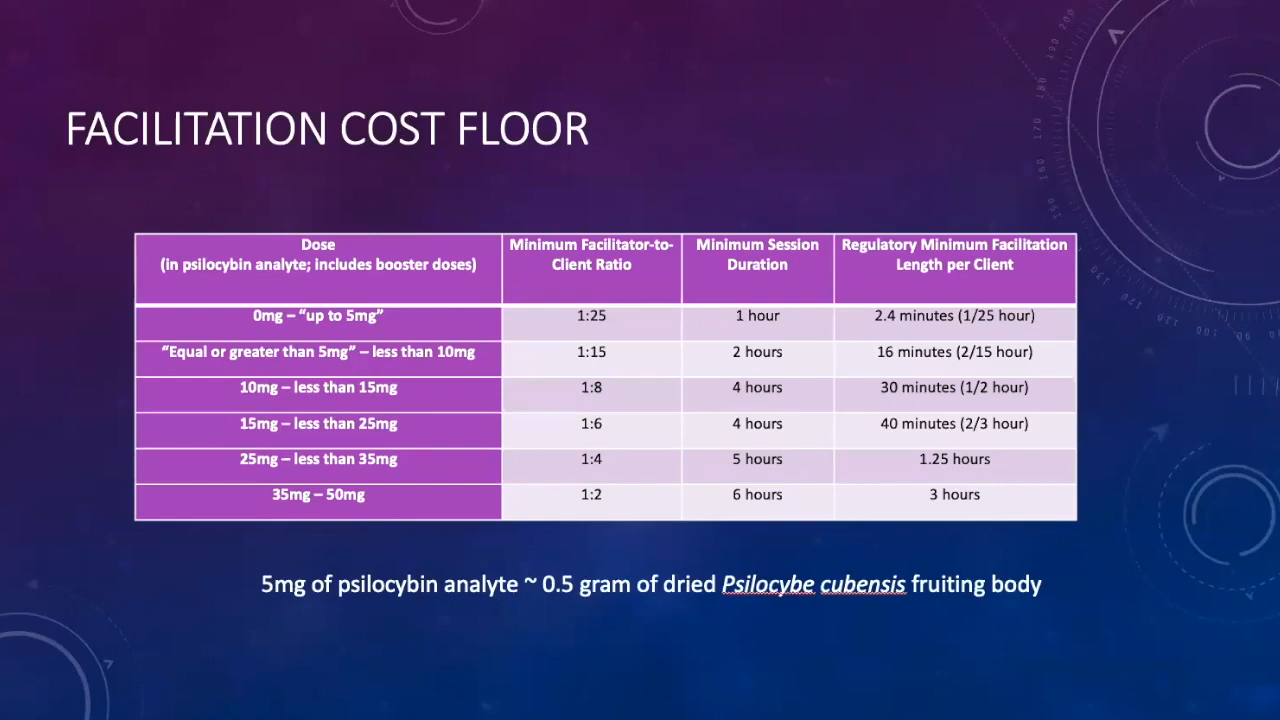 FACILITATION COST FLOOR
Dose
(in psilocybin analyte; includes booster doses)
Minimum Facilitator-to-
Client Ratio
Minimum Session
Duration
Regulatory Minimum Facilitation
Length per Client
0mg – “up to 5mg” 1:25 1 hour 2.4 minutes (1/25 hour)
“Equal or greater than 5mg” – less than 10mg 1:15 2 hours 16 minutes (2/15 hour)
10mg – less than 15mg 1:8 4 hours 30 minutes (1/2 hour)
15mg – less than 25mg 1:6 4 hours 40 minutes (2/3 hour)
25mg – less than 35mg 1:4 5 hours 1.25 hours
35mg – 50mg 1:2 6 hours 3 hours
5mg of psilocybin analyte ~ 0.5 gram of dried Psilocybe cubensis fruiting body